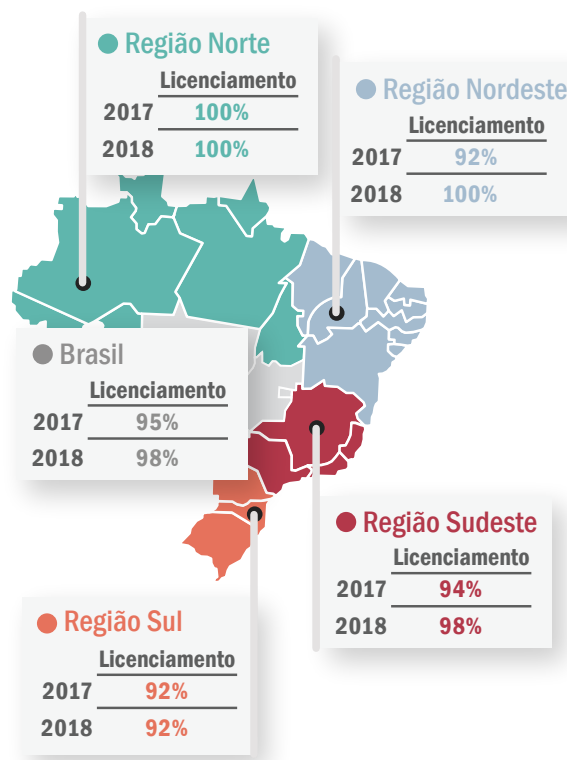 Região Norte
Licenciamento
2017 100%
2018 100%
Região Nordeste
Licenciamento
2017 92%
2018 100%
Brasil
Licenciamento
2017 95%
2018 98%
Região Sudeste
Licenciamento
2017 94%
2018 98%
Região Sul
Licenciamento
2017 92%
2018 92%